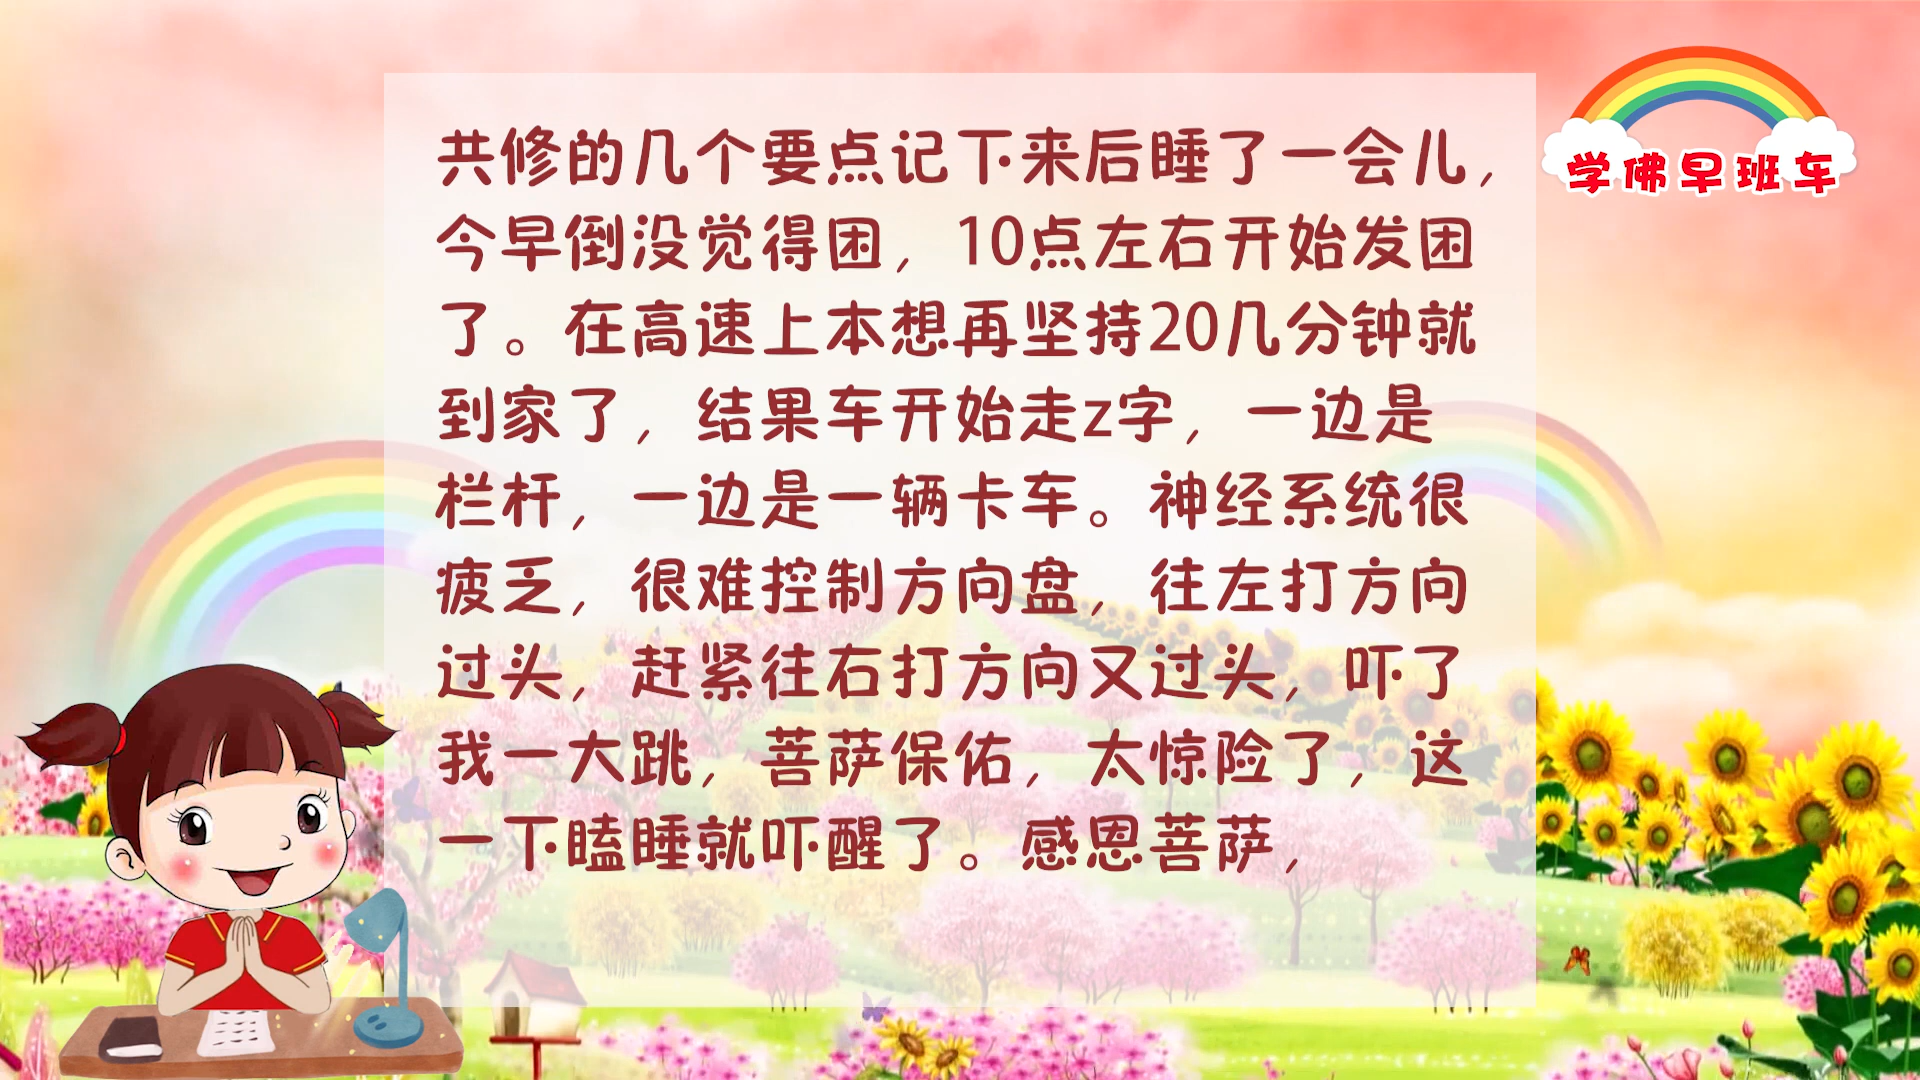 共修的几个要点记下来后睡了一会儿，
今早倒没觉得困，10点左右开始发困
了。在高速上本想再坚持20几分钟就
到家了，结果车开始走z字，一边是
栏杆，一边是一辆卡车。神经系统很
疲乏，很难控制方向盘，往左打方向
过头，赶紧往右打方向又过头，吓了
我一大跳，菩萨保佑，太惊险了，这
一下瞌睡就吓醒了。感恩菩萨，
学佛早班车